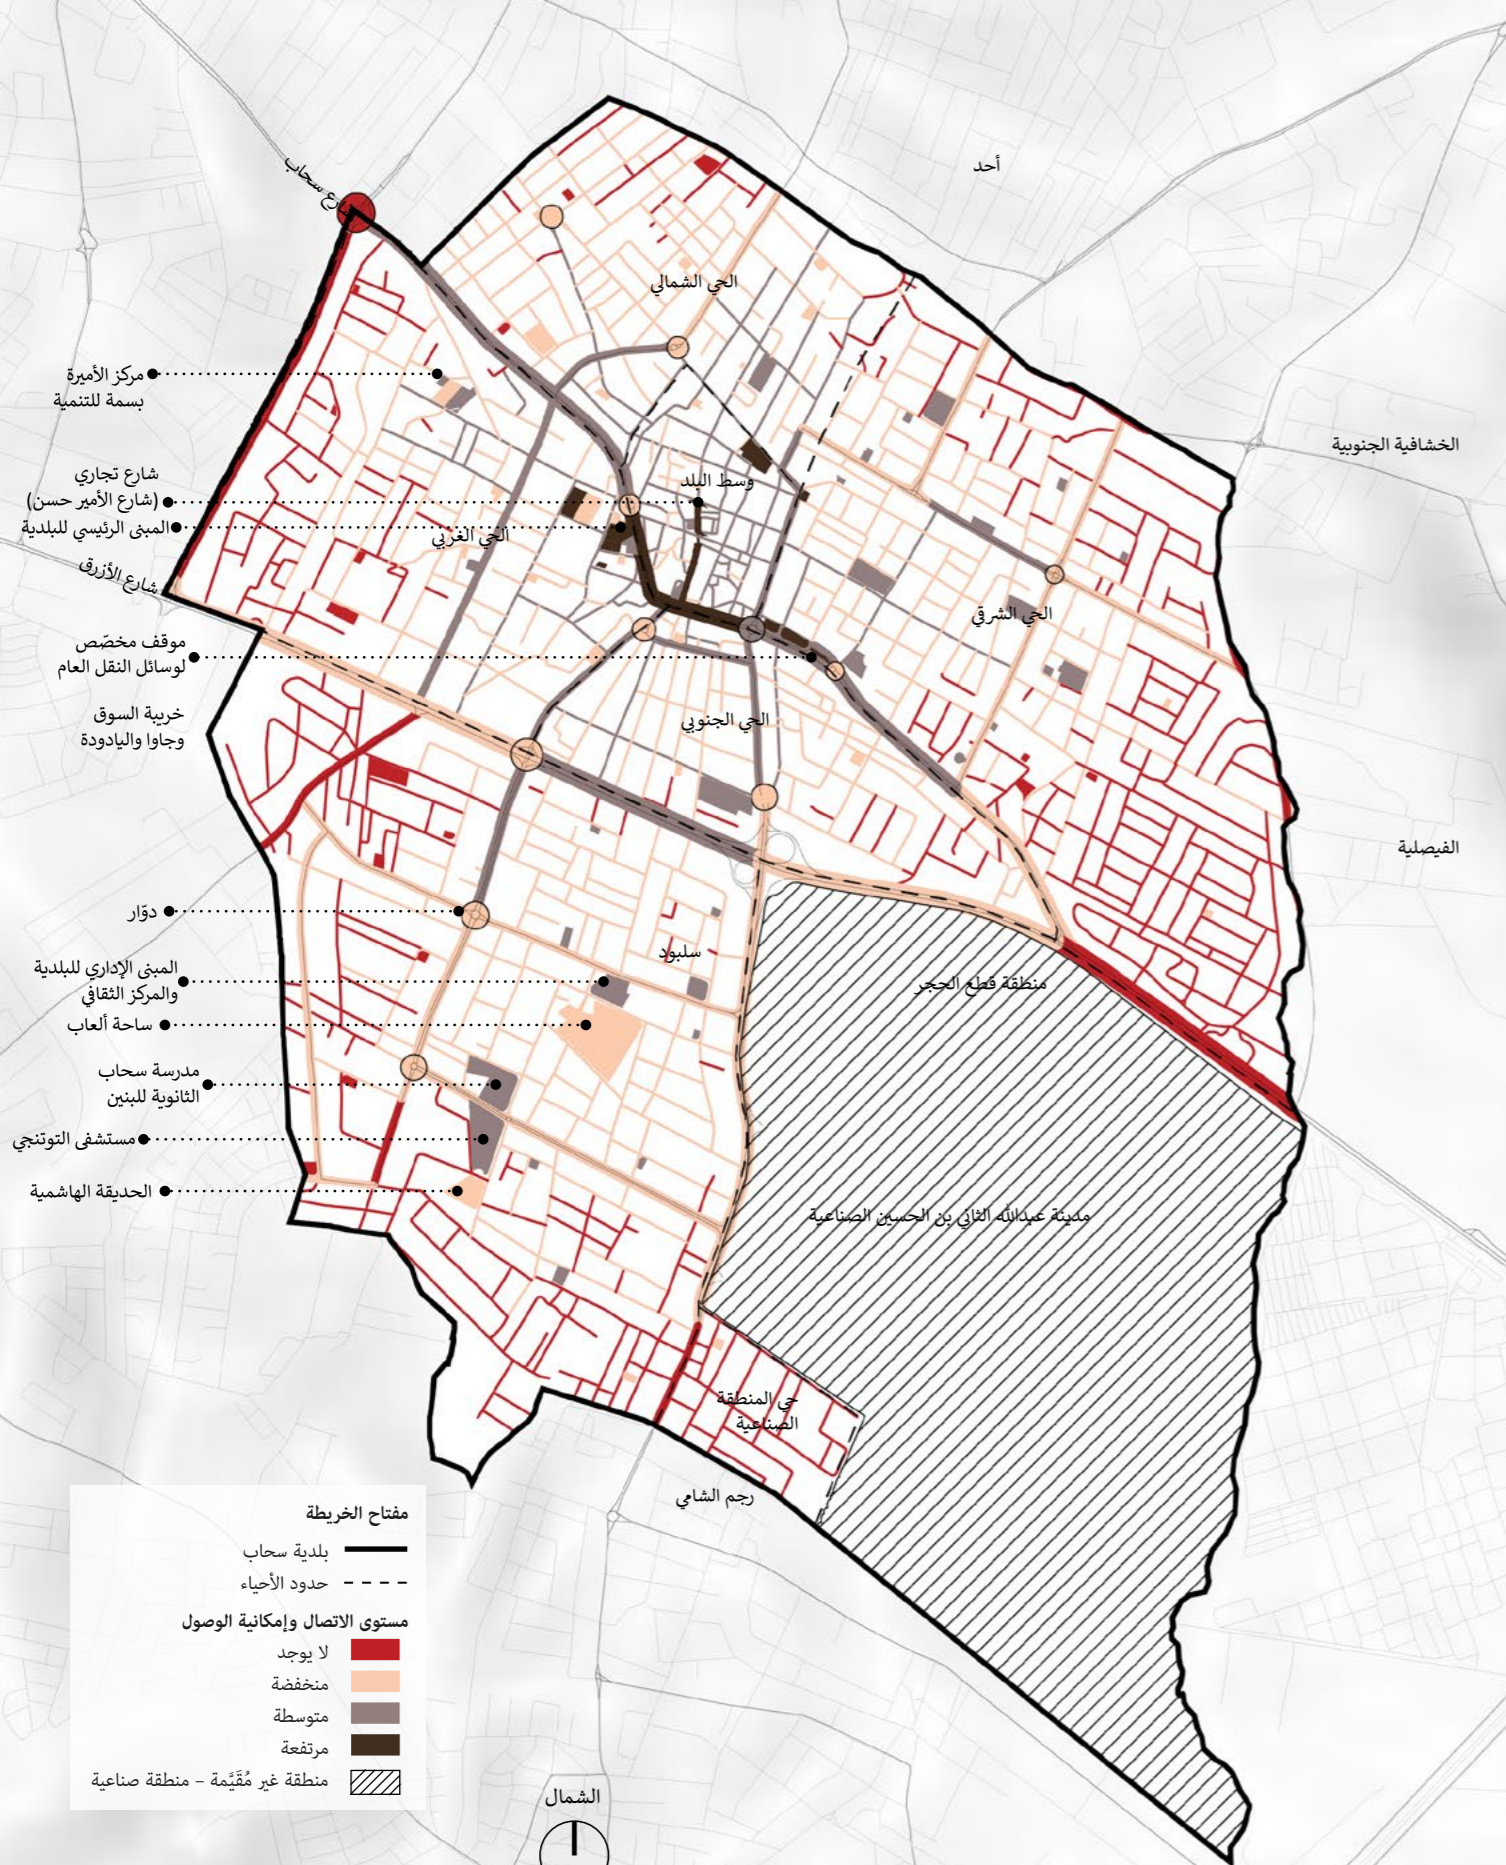 أحد
شارع سحاب
الحي الشمالي
مركز الأميرة
بسمة للتنمية
الخشافية الجنوبية
شارع تجاري
(شارع الأمير حسن)
وسط البلد
المبنى الرئيسي للبلدية
الحي الغربي
شارع الأزرق
الحي الشرقي
موقف مخصّص
لوسائل النقل العام
خريبة السوق
وجاوا واليادودة
الحي الجنوبي
الفيصلية
دوّار
سلبود
المبنى الإداري للبلدية
والمركز الثقافي
منطقة قطع الحجر
ساحة ألعاب
مدرسة سحاب
الثانوية للبنين
مستشفى التوتنجي
الحديقة الهاشمية
مدينة عبدالله الثاني بن الحسين الصناعية
حي المنطقة
الصناعية
رجم الشامي
مفتاح الخريطة
بلدية سحاب
حدود الأحياء
مستوى الاتصال وإمكانية الوصول
لا يوجد
منخفضة
متوسطة
مرتفعة
منطقة غير مُقَيَّمة – منطقة صناعية
الشمال